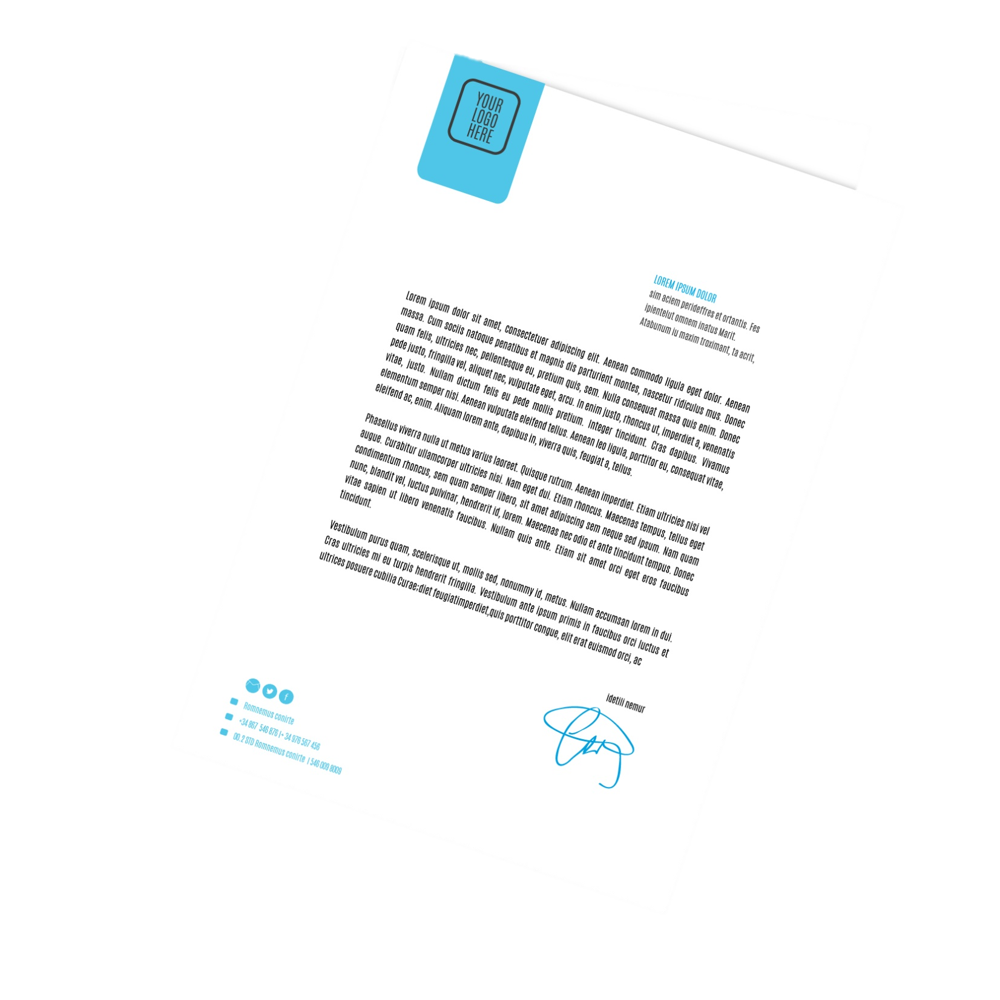 YOUR
LOGO
HERE
LOREM IPSUM DOLOR
sim aciem perideffres et ortantis. Fes
ipientelut omnem inatus Marit.
Atabunum iu maxim troximant, ta acrit,
Lorem ipsum dolor sit amet, consectetuer adipiscing elit. Aenean commodo ligula eget dolor. Aenean
massa. Cum sociis natoque penatibus et magnis dis parturient montes, nascetur ridiculus mus. Donec
quam felis, ultricies nec, pellentesque eu, pretium quis, sem. Nulla consequat massa quis enim. Donec
pede justo, fringilla vel, aliquet nec, vulputate eget, arcu. In enim justo, rhoncus ut, imperdiet a, venenatis
vitae, justo. Nullam dictum felis eu pede mollis pretium. Integer tincidunt. Cras dapibus. Vivamus
elementum semper nisi. Aenean vulputate eleifend tellus. Aenean leo ligula, porttitor eu, consequat vitae,
eleifend ac, enim. Aliquam lorem ante, dapibus in, viverra quis, feugiat a, tellus.
Phasellus viverra nulla ut metus varius laoreet. Quisque rutrum. Aenean imperdiet. Etiam ultricies nisi vel
augue. Curabitur ullamcorper ultricies nisi. Nam eget dui. Etiam rhoncus. Maecenas tempus, tellus eget
condimentum rhoncus, sem quam semper libero, sit amet adipiscing sem neque sed ipsum. Nam quam
nunc, blandit vel, luctus pulvinar, hendrerit id, lorem. Maecenas nec odio et ante tincidunt tempus. Donec
vitae sapien ut libero venenatis faucibus. Nullam quis ante. Etiam sit amet orci eget eros faucibus
tincidunt.
Vestibulum purus quam, scelerisque ut, mollis sed, nonummy id, metus. Nullam accumsan lorem in dui.
Cras ultricies mi eu turpis hendrerit fringilla. Vestibulum ante ipsum primis in faucibus orci luctus et
ultrices posuere cubilia Curae;diet feugiatimperdiet,quis porttitor congue, elit erat euismod orci, ac
Idetili nemur
Romnemus conirte
+34 867 546 876 |+ 34 976 567 456
00.2 STD Romnemus conirte | 546 009 8009